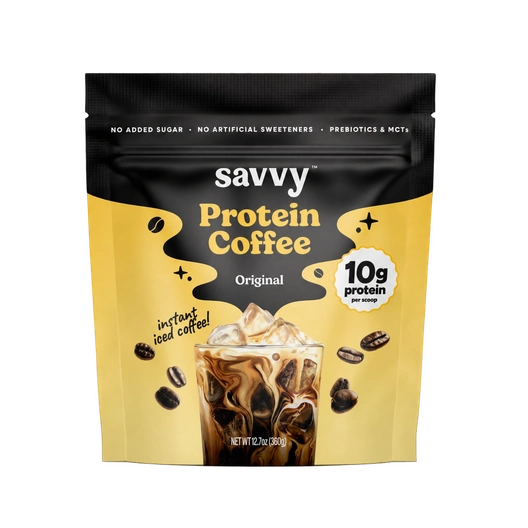 NO ADDED SUGAR • NO ARTIFICIAL SWEETENERS • PREBIOTICS & MCTs
savvy™
Protein
Coffee
Original
10g
protein
per scoop
instant
iced coffee!
NET WT 12.7oz (360g)